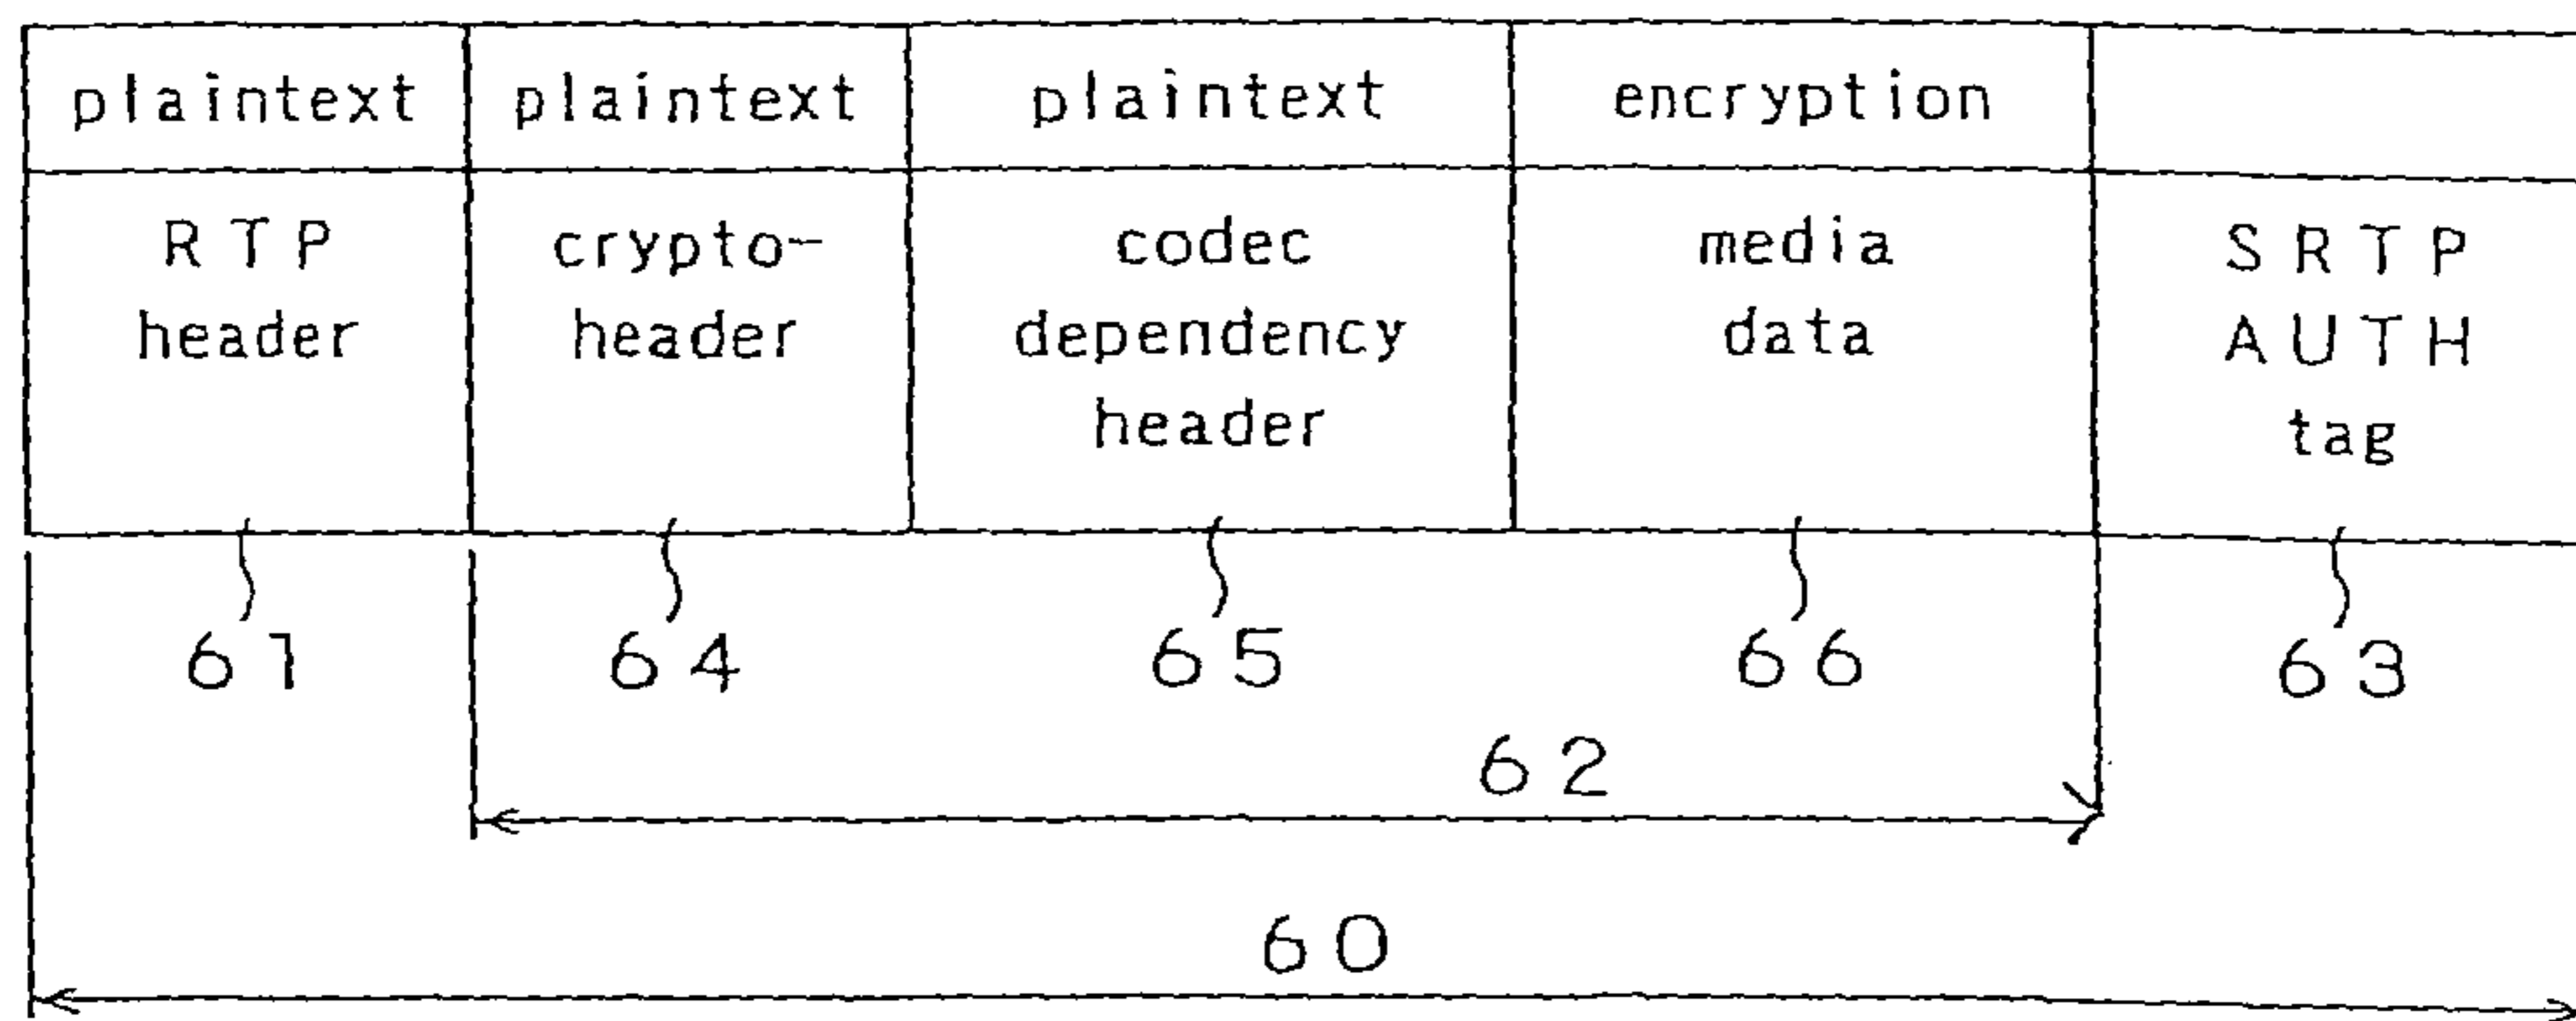 plaintext plaintext plaintext encryption
RTP header
crypto-header
codec dependency header
media data
SRTP AUTH tag
61 64 65 66 63
62
60